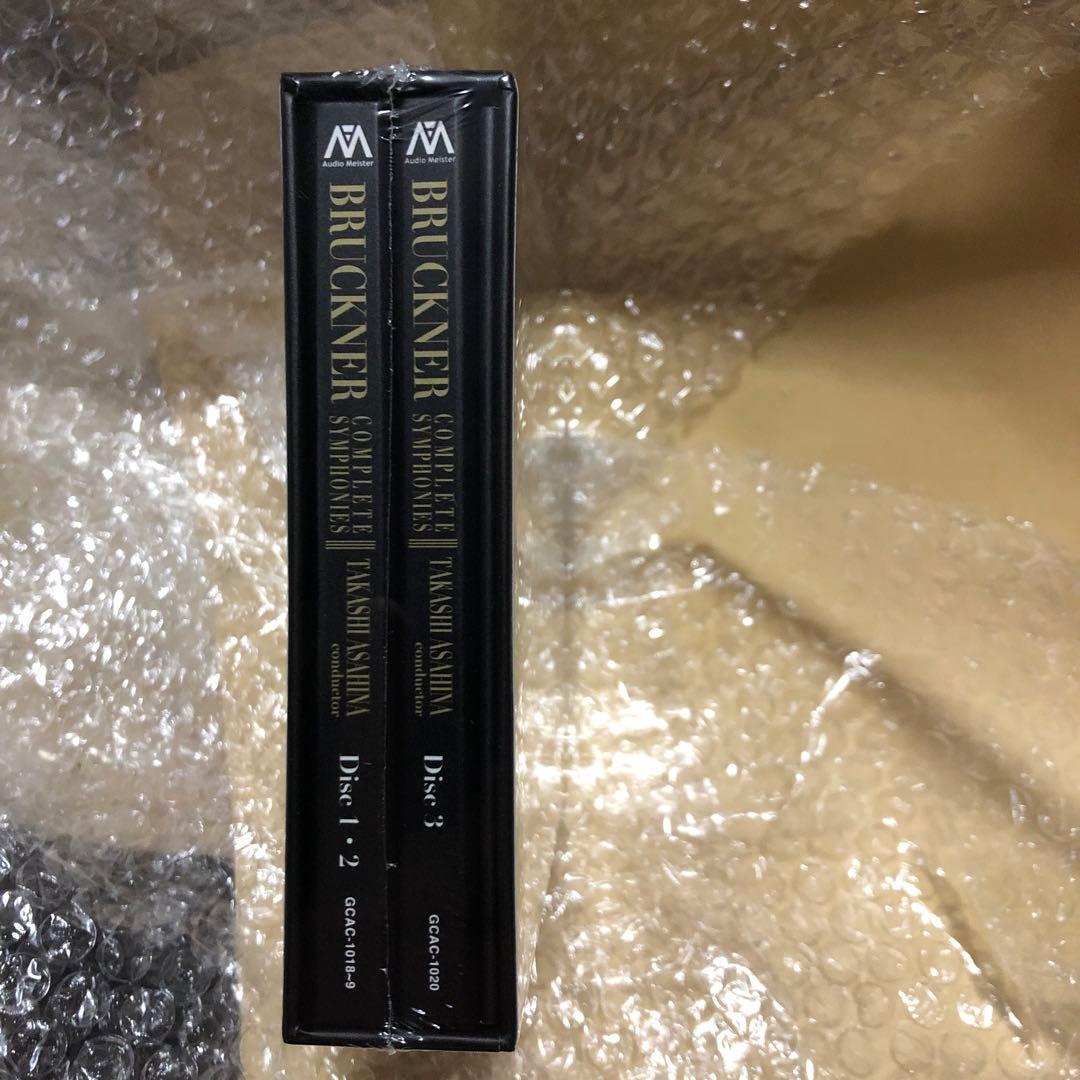 Audio Meister
BRUCKNER
COMPLETE
SYMPHONIES
TAKASHI ASAHINA
conductor
Disc 1・2
GCAC-1018~9
Audio Meister
BRUCKNER
COMPLETE
SYMPHONIES
TAKASHI ASAHINA
conductor
Disc 3
GCAC-1020